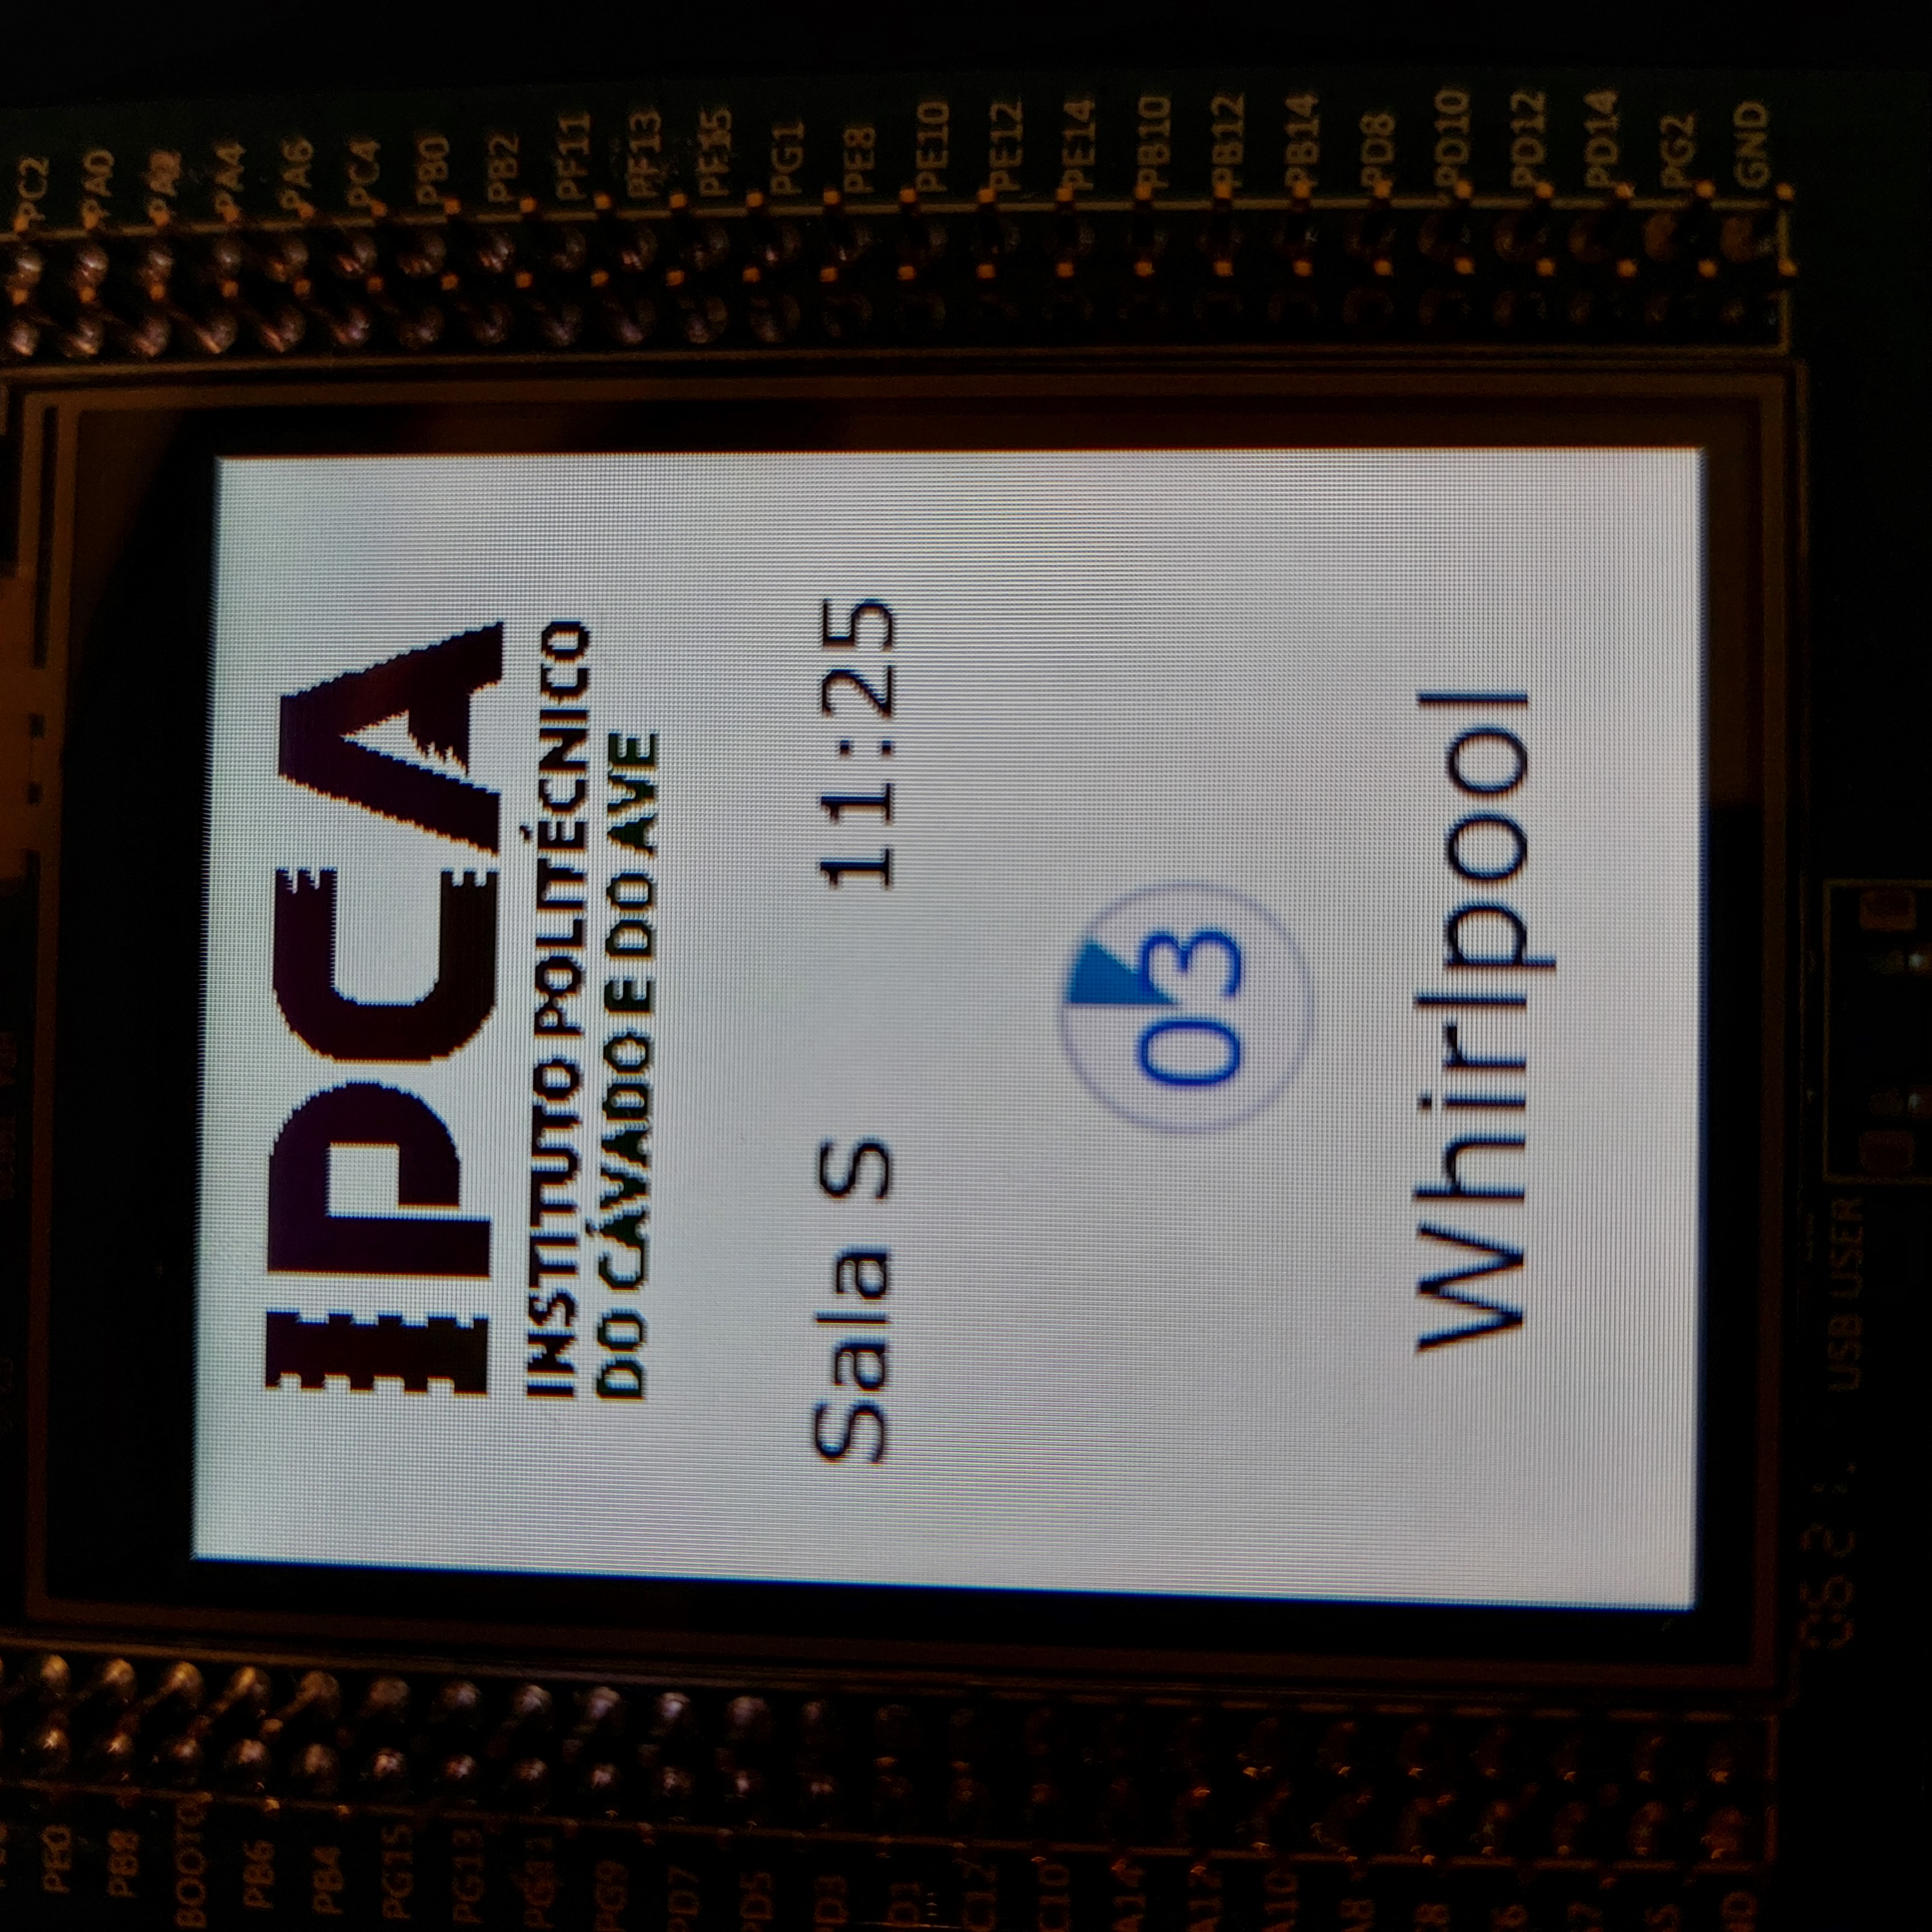 PE0
PC2
PB8
PA0
BOOT0
PB6
PA4
PB4
PA6
PG15
PC4
PG13
PB0
PG11
PB2
PG9
PF11
PD7
PF13
PD5
PF15
PD3
PG1
PE8
PE10
PE12
PE14
PB10
PB12
PB14
PD8
PD10
PD12
PD14
PG2
GND
IPCA
INSTITUTO POLITÉCNICO
DO CÁVADO E DO AVE
Sala S 11:25
03
Whirlpool
USB USER